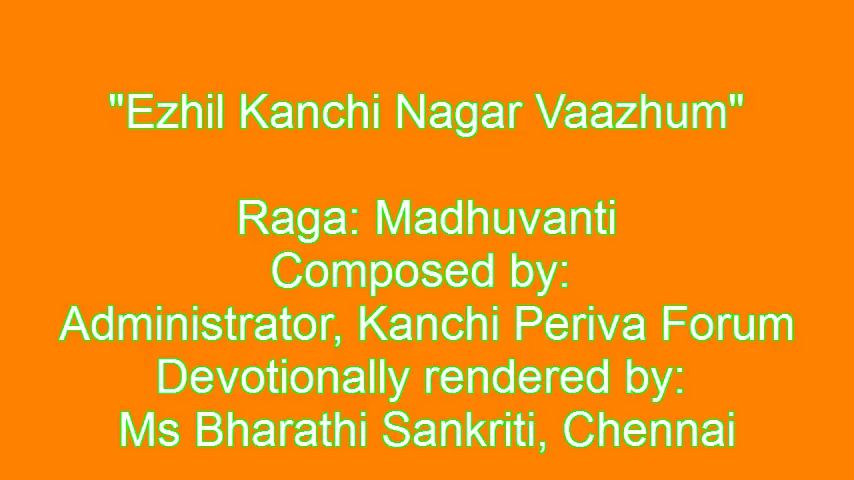 "Ezhil Kanchi Nagar Vaazhum"
Raga: Madhuvanti
Composed by:
Administrator, Kanchi Periva Forum
Devotionally rendered by:
Ms Bharathi Sankriti, Chennai